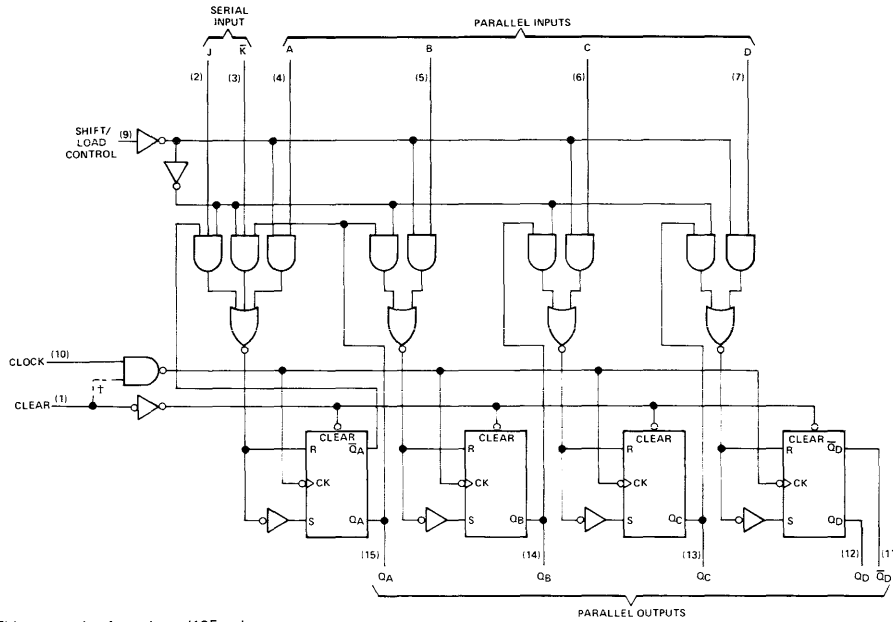 SERIAL
INPUT
PARALLEL INPUTS
J K̅ A B C D
(2) (3) (4) (5) (6) (7)
SHIFT/
LOAD
CONTROL
(9)
CLOCK (10)
†
CLEAR (1)
CLEAR CLEAR CLEAR CLEAR
Q̅A Q̅D
R R R R
CK CK CK CK
S QA S QB S QC S QD
(15) (14) (13) (12) (1
QA QB QC QD Q̅D
PARALLEL OUTPUTS